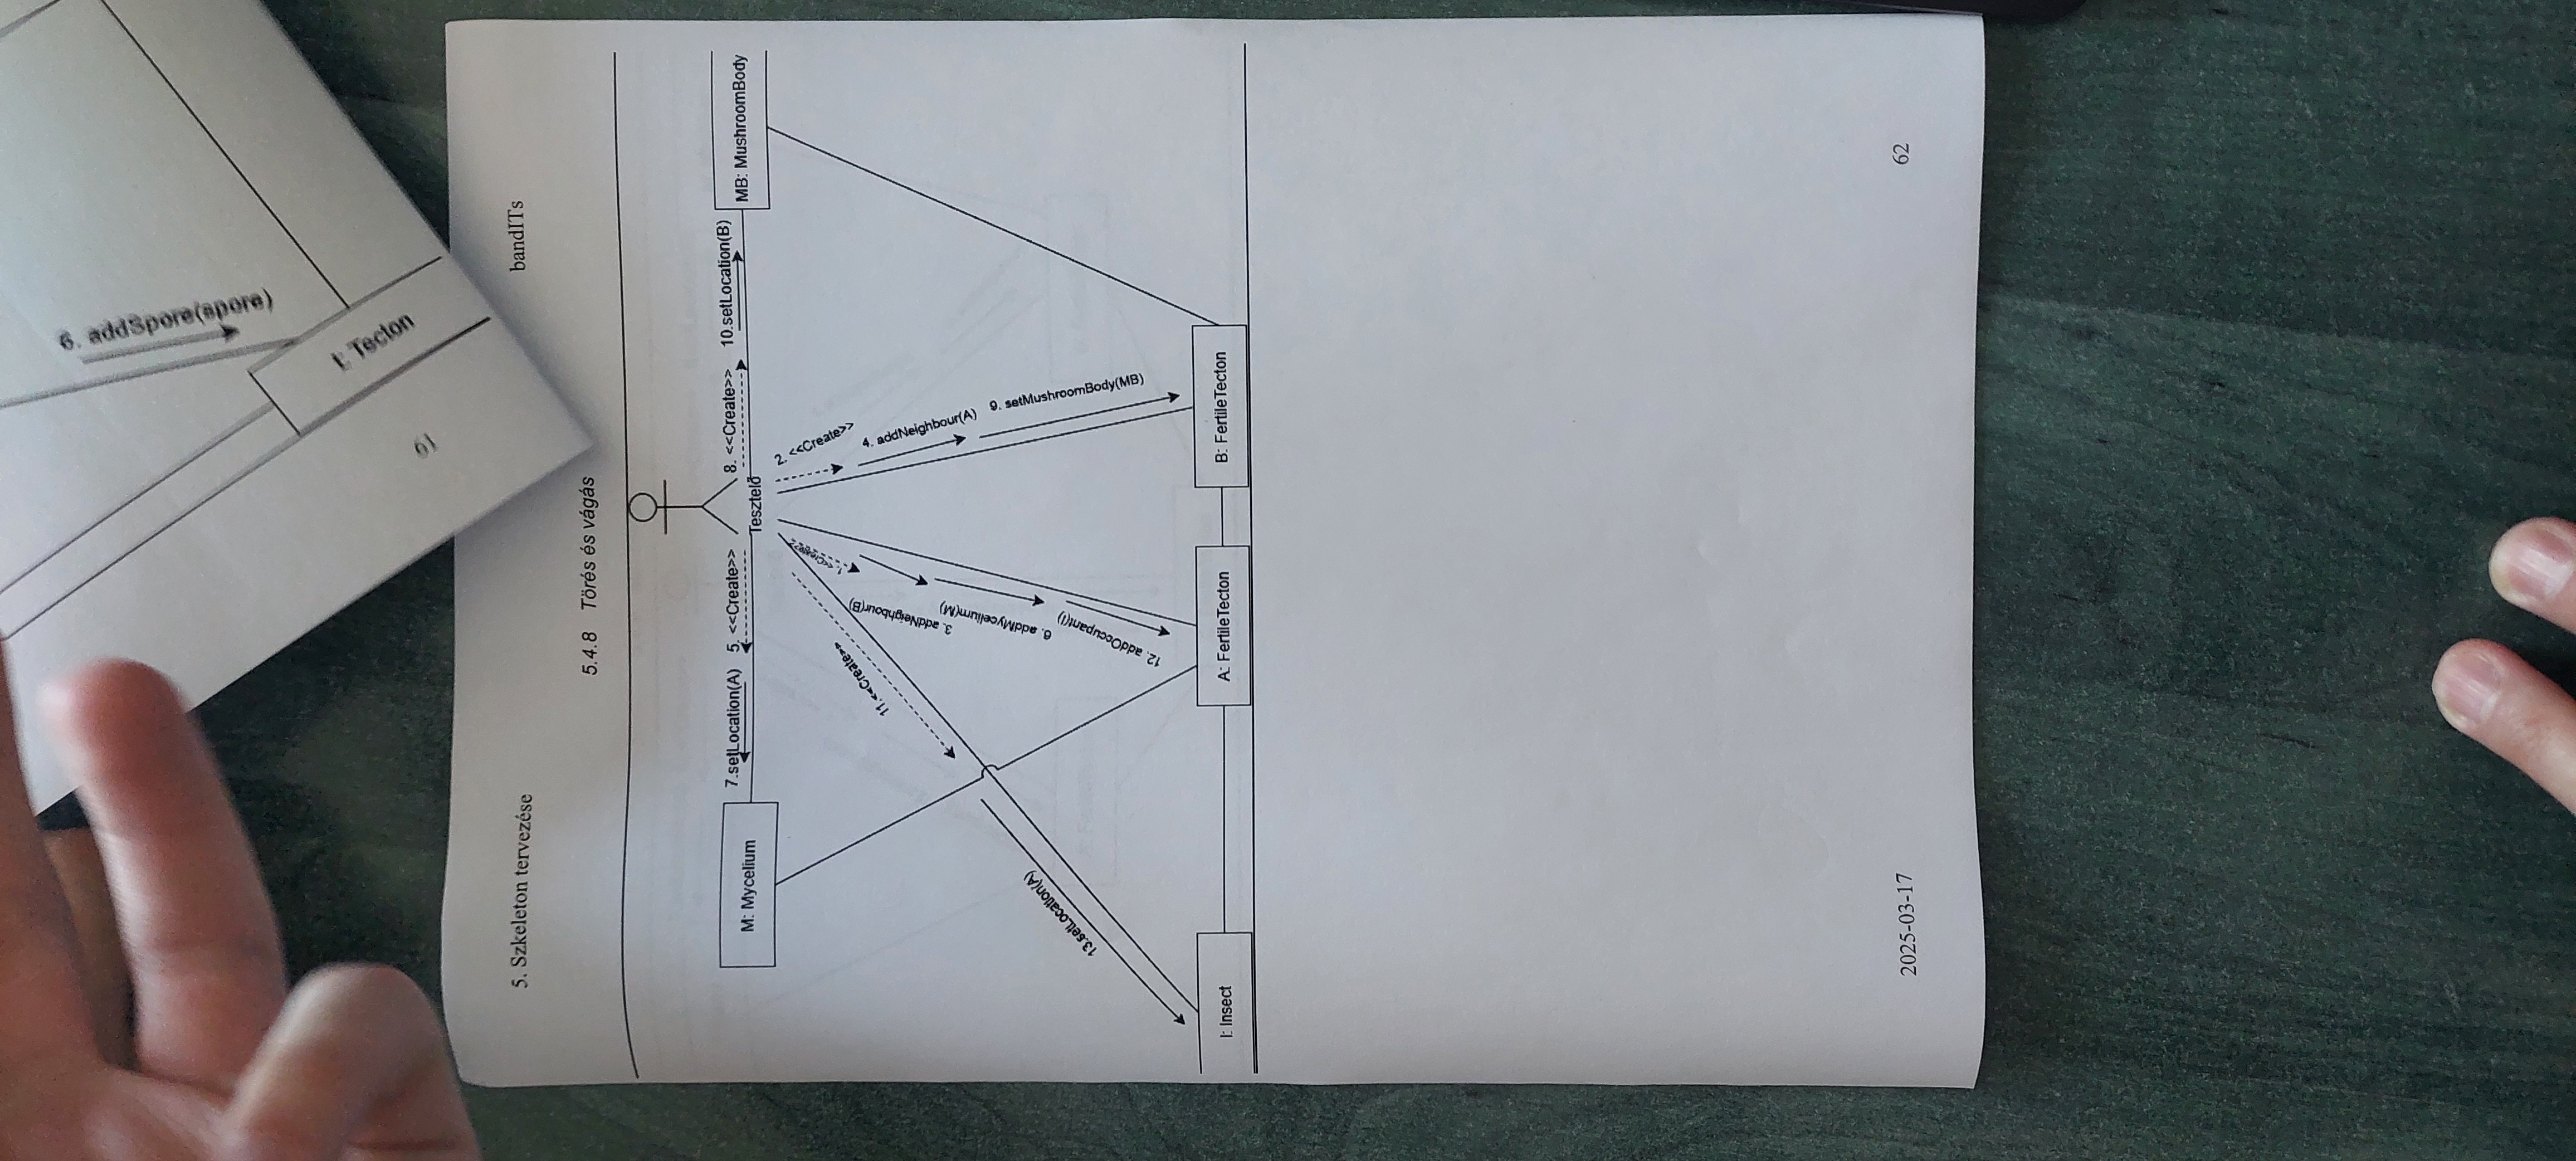 6. addSpore(spore)
t: Tecton
61
5. Szkeleton tervezése
bandITs
5.4.8 Törés és vágás
7.setLocation(A)
5. <<Create>>
8. <<Create>>
10.setLocation(B)
M: Mycelium
Tesztelő
MB: MushroomBody
11.<<Create>>
1. <<Create>>
2. <<Create>>
3. addNeighbour(B)
4. addNeighbour(A)
6. addMycelium(M)
9. setMushroomBody(MB)
13.setLocation(A)
12. addOccupant(I)
I: Insect
A: FertileTecton
B: FertileTecton
2025-03-17
62